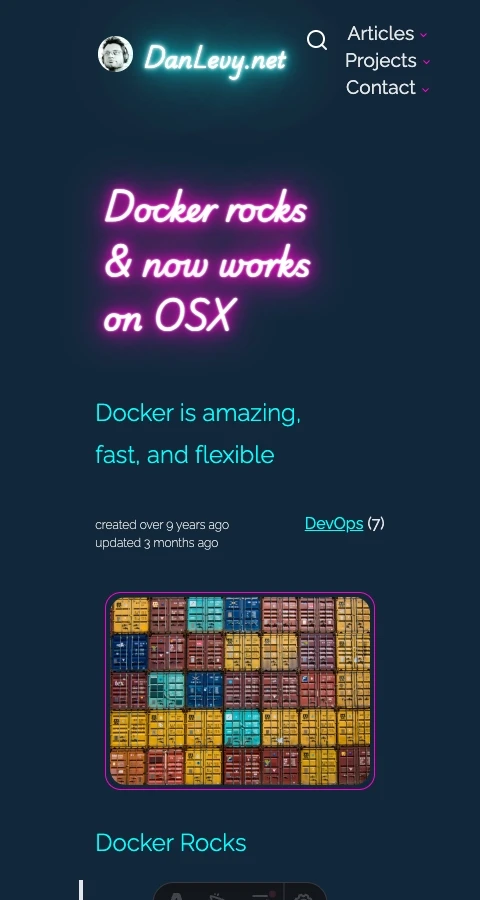 DanLevy.net
Articles
Projects
Contact
Docker rocks
& now works
on OSX
Docker is amazing,
fast, and flexible
created over 9 years ago
updated 3 months ago
DevOps (7)
Docker Rocks